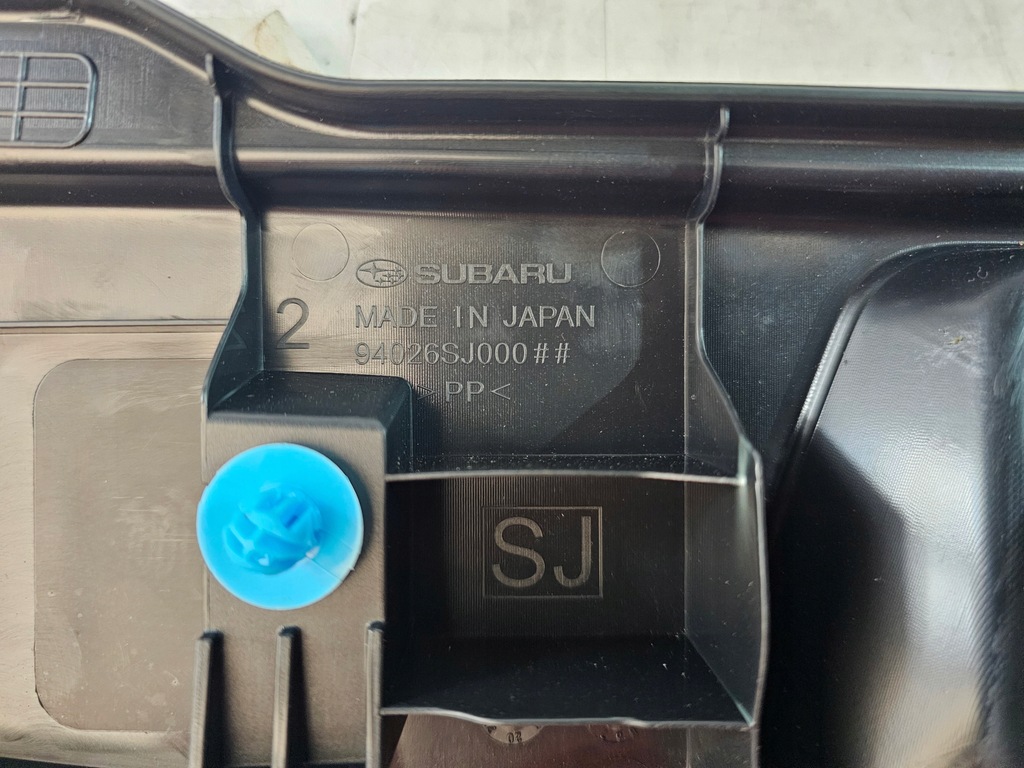 SUBARU
MADE IN JAPAN
2
94026SJ000##
>PP<
SJ